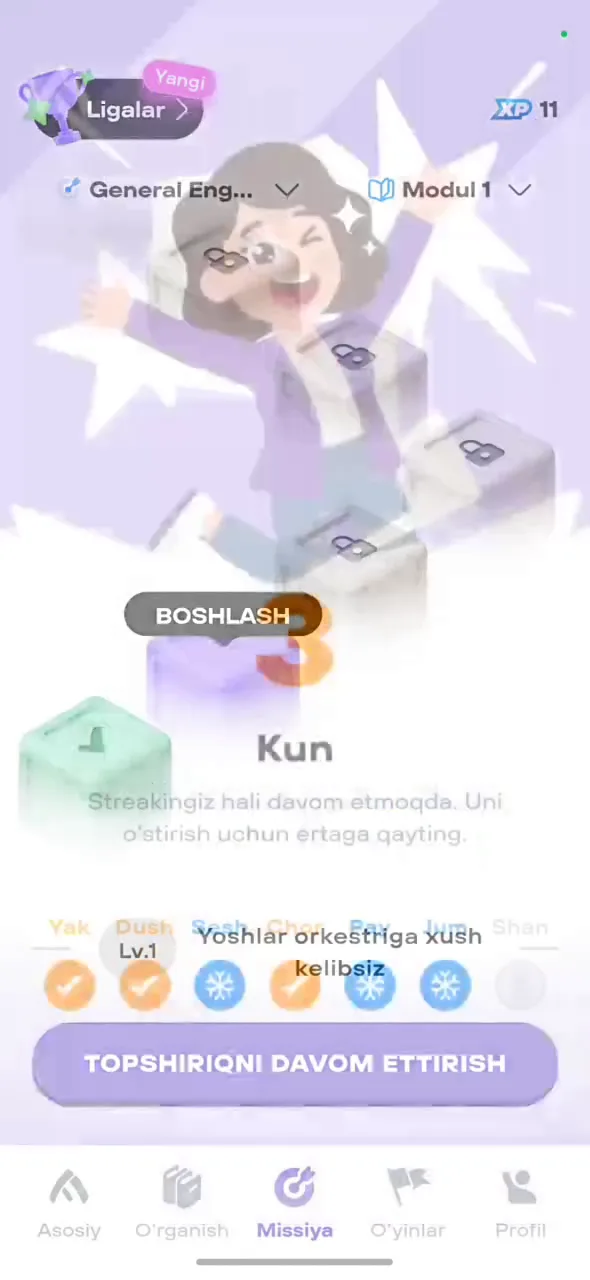 Yangi
Ligalar
XP 11
General Eng...
Modul 1
BOSHLASH
3
Kun
Streakingiz hali davom etmoqda. Uni
o'stirish uchun ertaga qayting.
Yak Dush Sesh Chor Pay Jum Shan
Lv.1
Yoshlar orkestriga xush
kelibsiz
TOPSHIRIQNI DAVOM ETTIRISH
Asosiy O'rganish Missiya O'yinlar Profil